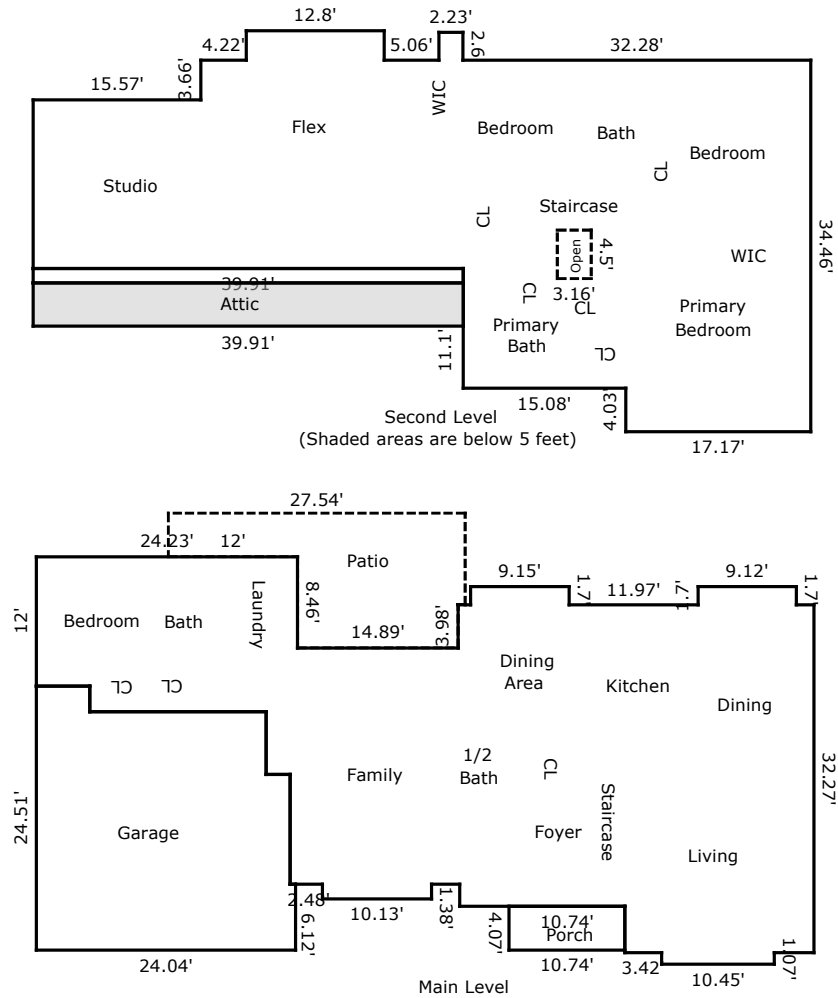 12.8'
2.23'
4.22'
5.06'
2.6
32.28'
15.57'
3.66'
WIC
Flex
Bedroom
Bath
Bedroom
CL
Studio
CL
Staircase
34.46'
Open
4.5'
WIC
39.91'
Attic
CL
3.16'
CL
Primary
Bedroom
Primary
Bath
39.91'
11.1'
CL
15.08'
4.03'
Second Level
(Shaded areas are below 5 feet)
17.17'
27.54'
24.23'
12'
Patio
9.15'
1.7'
11.97'
1.7'
9.12'
1.7'
12'
Bedroom
Bath
Laundry
8.46'
14.89'
3.98'
Dining
Area
Kitchen
CL
CL
Dining
24.51'
Garage
Family
1/2
Bath
CL
32.27'
Foyer
Staircase
Living
2.48'
6.12'
10.13'
1.38'
4.07'
10.74'
Porch
10.74'
24.04'
3.42
10.45'
1.07'
Main Level